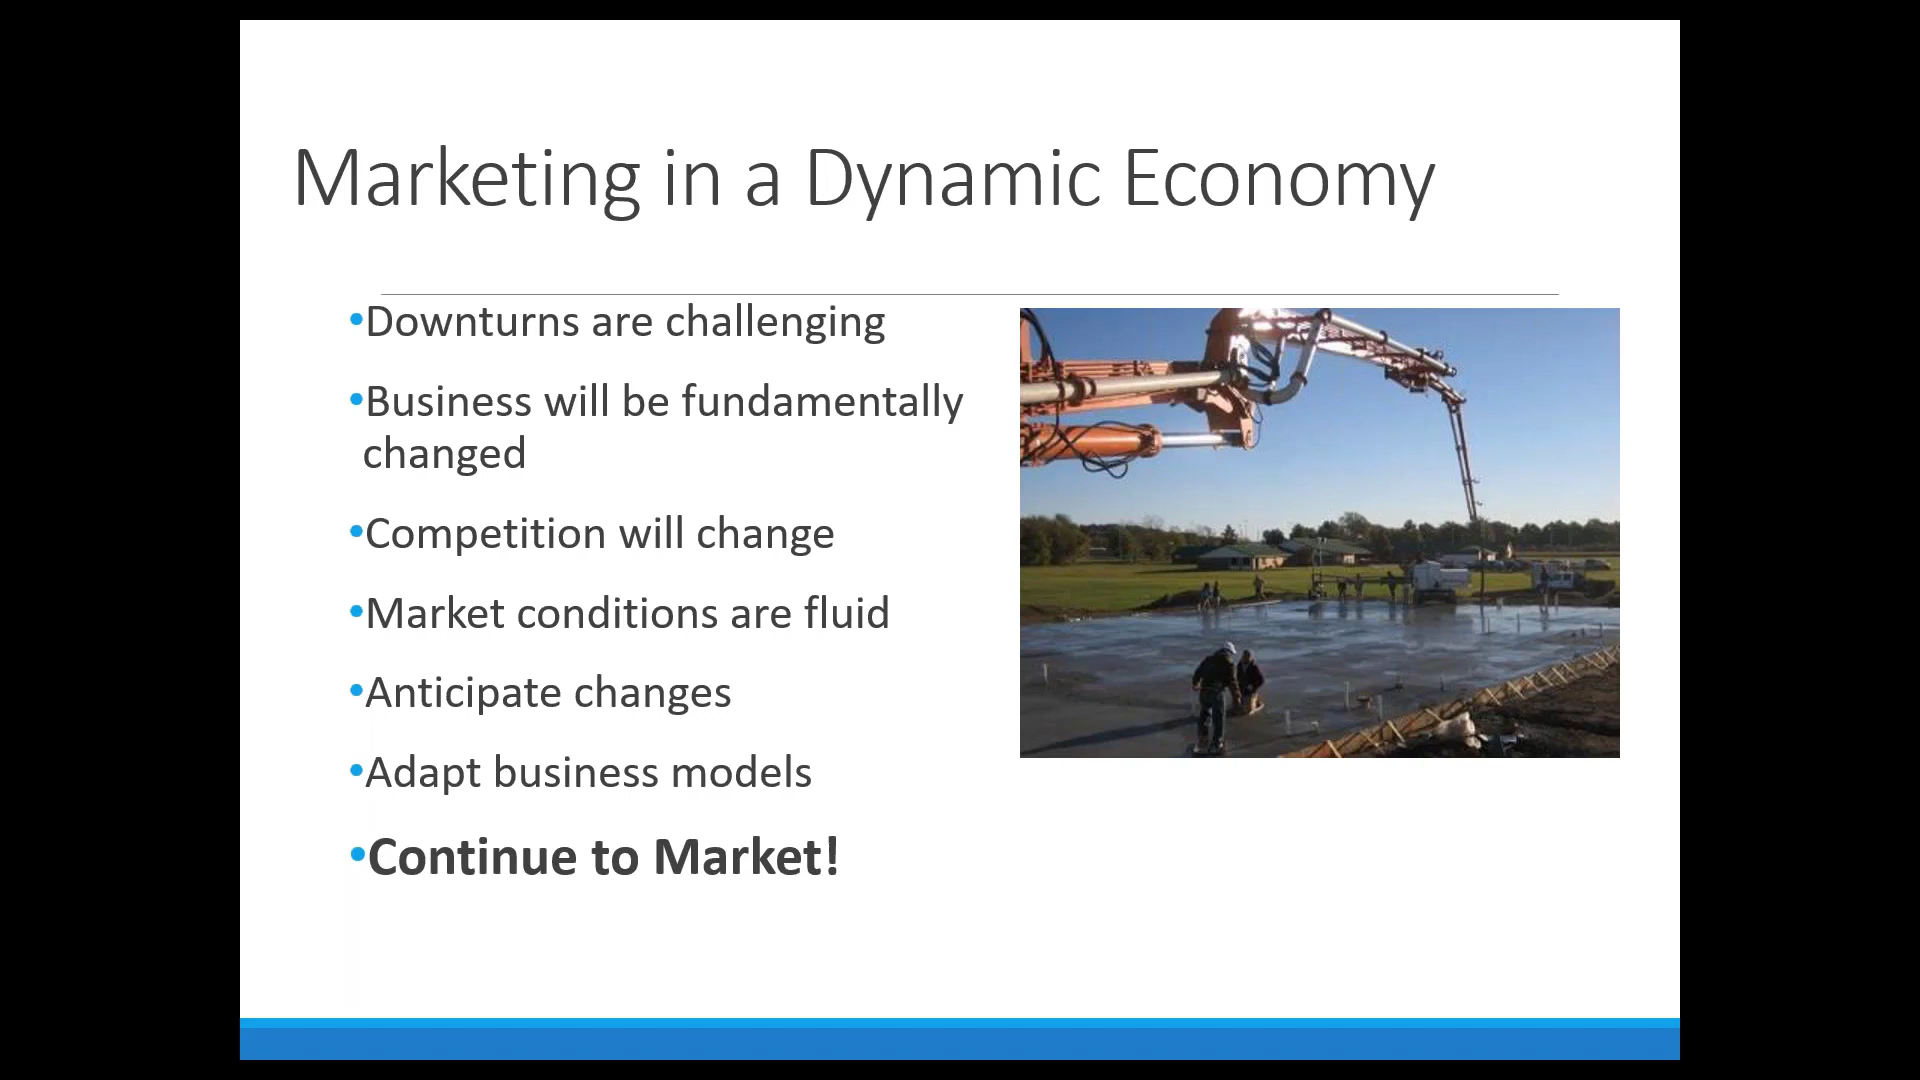 Marketing in a Dynamic Economy
•Downturns are challenging
•Business will be fundamentally
changed
•Competition will change
•Market conditions are fluid
•Anticipate changes
•Adapt business models
•Continue to Market!